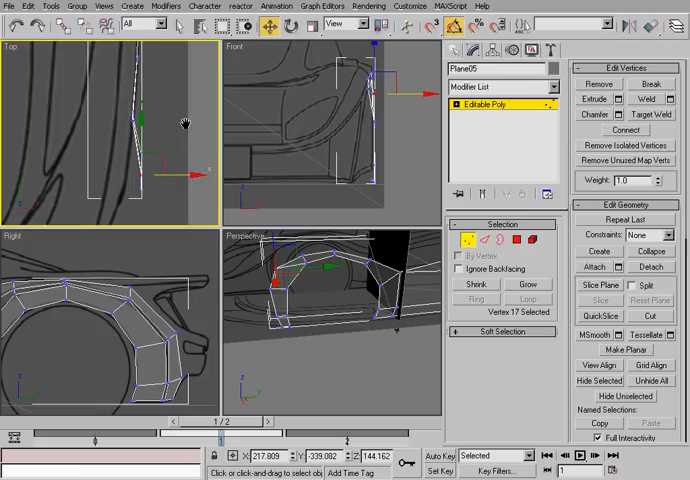 File Edit Tools Group Views Create Modifiers Character reactor Animation Graph Editors Rendering Customize MAXScript Help
All View
Top
Front
Right
Perspective
Plane05
Modifier List
Editable Poly
Selection
By Vertex
Ignore Backfacing
Shrink Grow
Ring Loop
Vertex 17 Selected
Soft Selection
Edit Vertices
Remove Break
Extrude Weld
Chamfer Target Weld
Connect
Remove Isolated Vertices
Remove Unused Map Verts
Weight: 1.0
Edit Geometry
Repeat Last
Constraints: None
Create Collapse
Attach Detach
Slice Plane Split
Slice Reset Plane
QuickSlice Cut
MSmooth Tessellate
Make Planar
View Align Grid Align
Hide Selected Unhide All
Hide Unselected
Named Selections:
Copy Paste
Full Interactivity
1 / 2
0 1 2
X: 217.809 Y: -339.082 Z: 144.162
Auto Key Selected
Click or click-and-drag to select obj Add Time Tag
Set Key Key Filters... 1